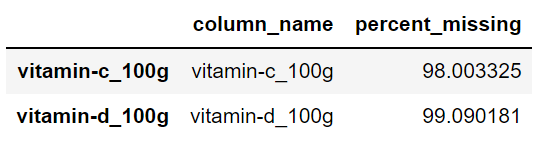 column_name percent_missing
vitamin-c_100g vitamin-c_100g 98.003325
vitamin-d_100g vitamin-d_100g 99.090181